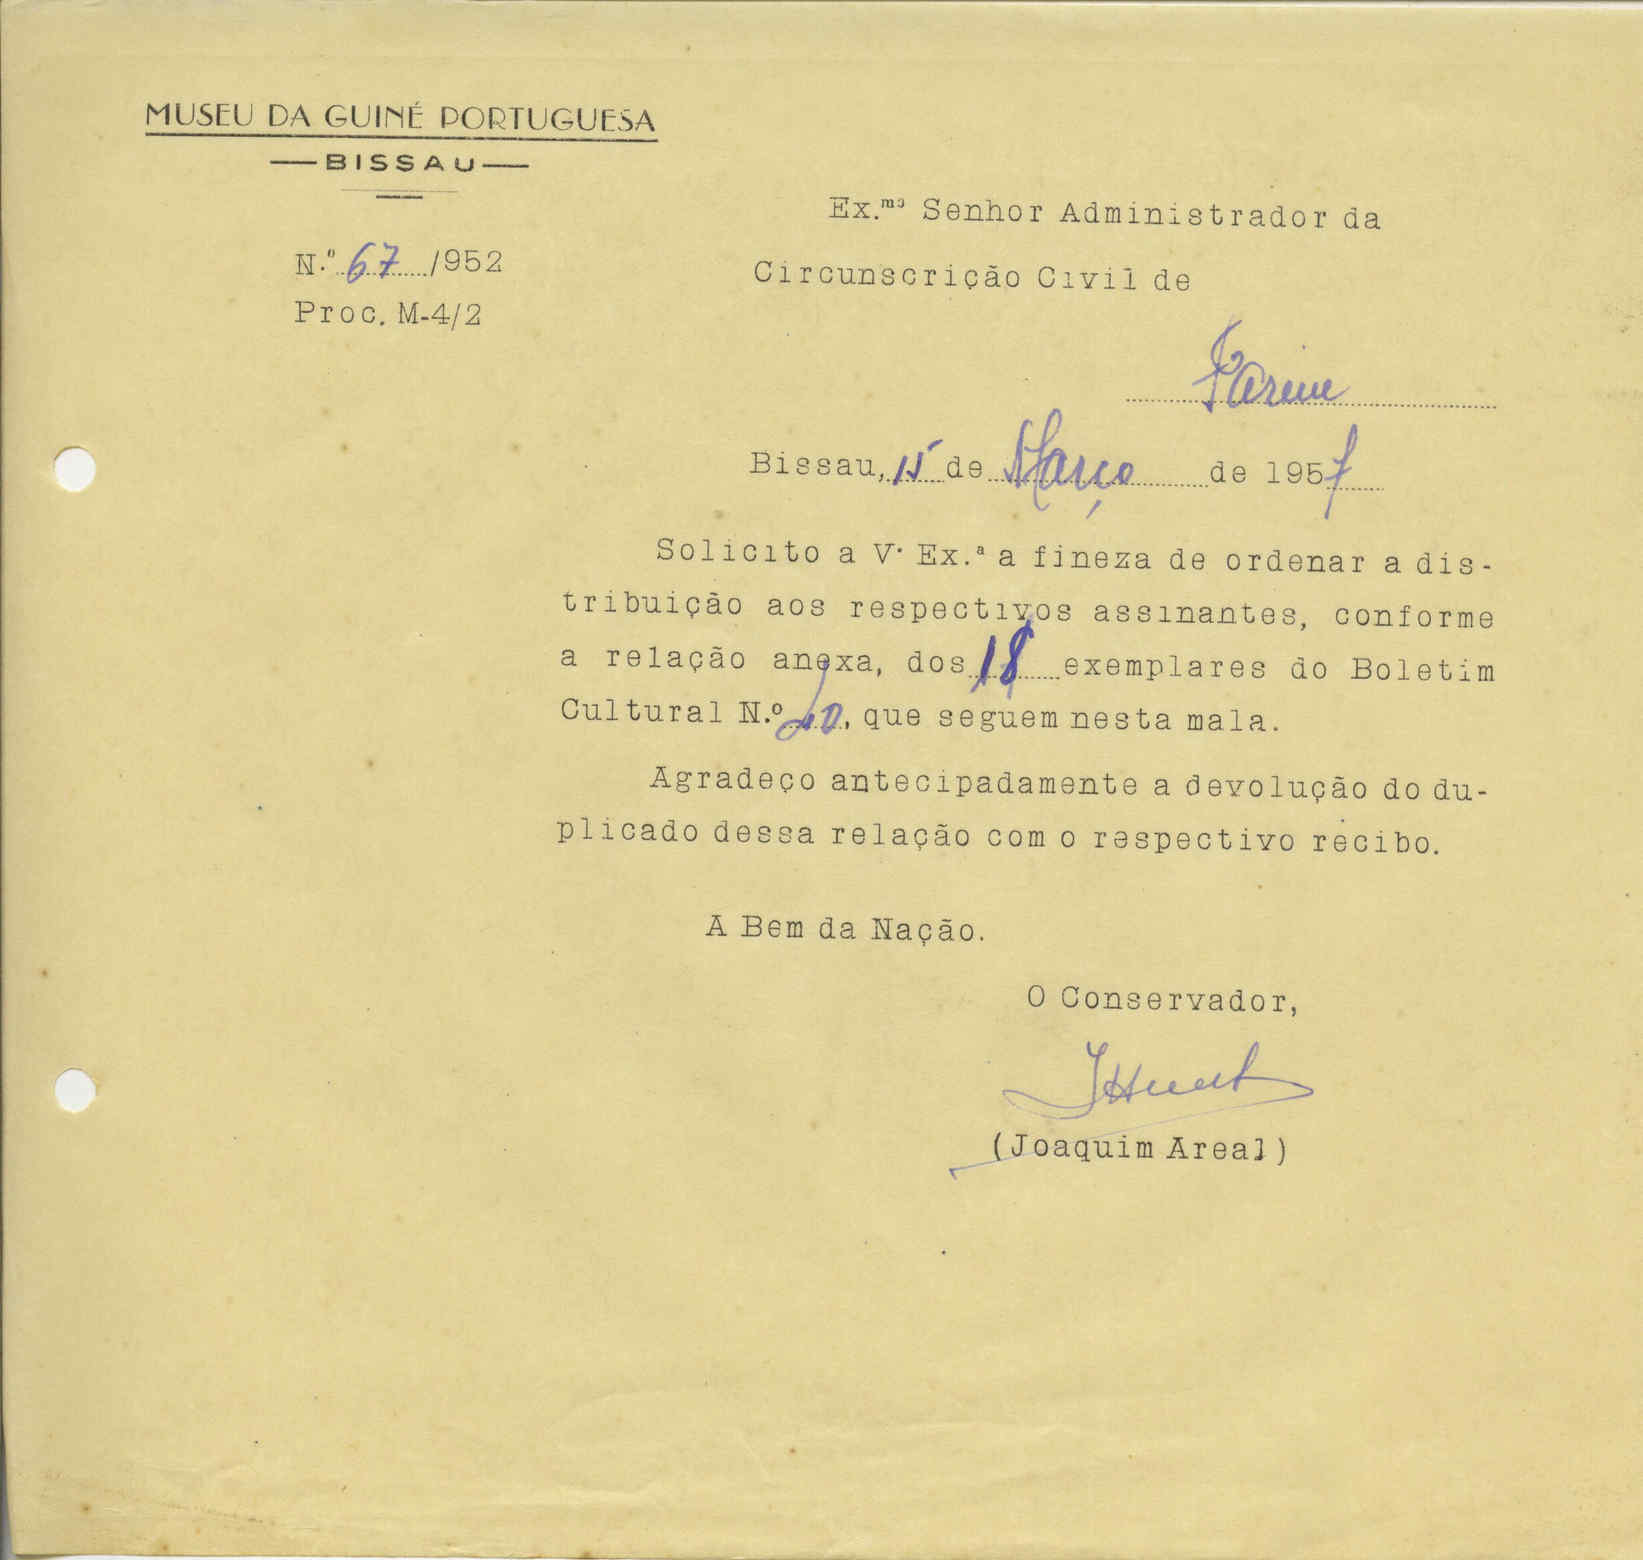 MUSEU DA GUINÉ PORTUGUESA
—BISSAU—
N.º 67/952
Proc. M-4/2
Ex.mo Senhor Administrador da
Circunscrição Civil de
Farim
Bissau, 15 de Março de 1957
Solicito a V. Ex.ª a fineza de ordenar a dis-
tribuição aos respectivos assinantes, conforme
a relação anexa, dos 18 exemplares do Boletim
Cultural N.º , que seguem nesta mala.
Agradeço antecipadamente a devolução do du-
plicado dessa relação com o respectivo recibo.
A Bem da Nação.
O Conservador,
(Joaquim Areal)